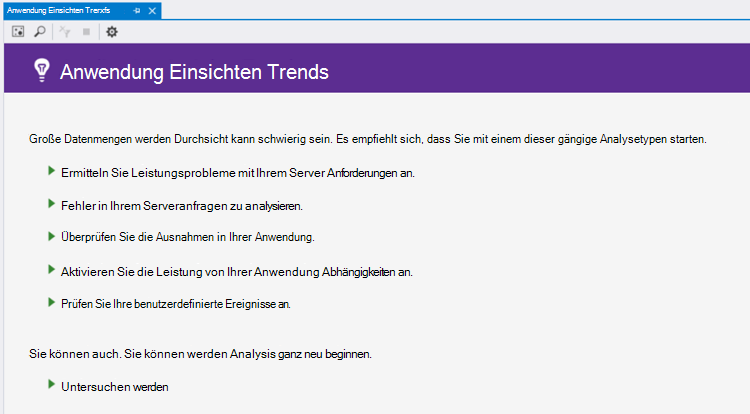 Anwendung Einsichten Trerxfs
Anwendung Einsichten Trends
Große Datenmengen werden Durchsicht kann schwierig sein. Es empfiehlt sich, dass Sie mit einem dieser gängige Analysetypen starten.
Ermitteln Sie Leistungsprobleme mit Ihrem Server Anforderungen an.
Fehler in Ihrem Serveranfragen zu analysieren.
Überprüfen Sie die Ausnahmen in Ihrer Anwendung.
Aktivieren Sie die Leistung von Ihrer Anwendung Abhängigkeiten an.
Prüfen Sie Ihre benutzerdefinierte Ereignisse an.
Sie können auch. Sie können werden Analysis ganz neu beginnen.
Untersuchen werden